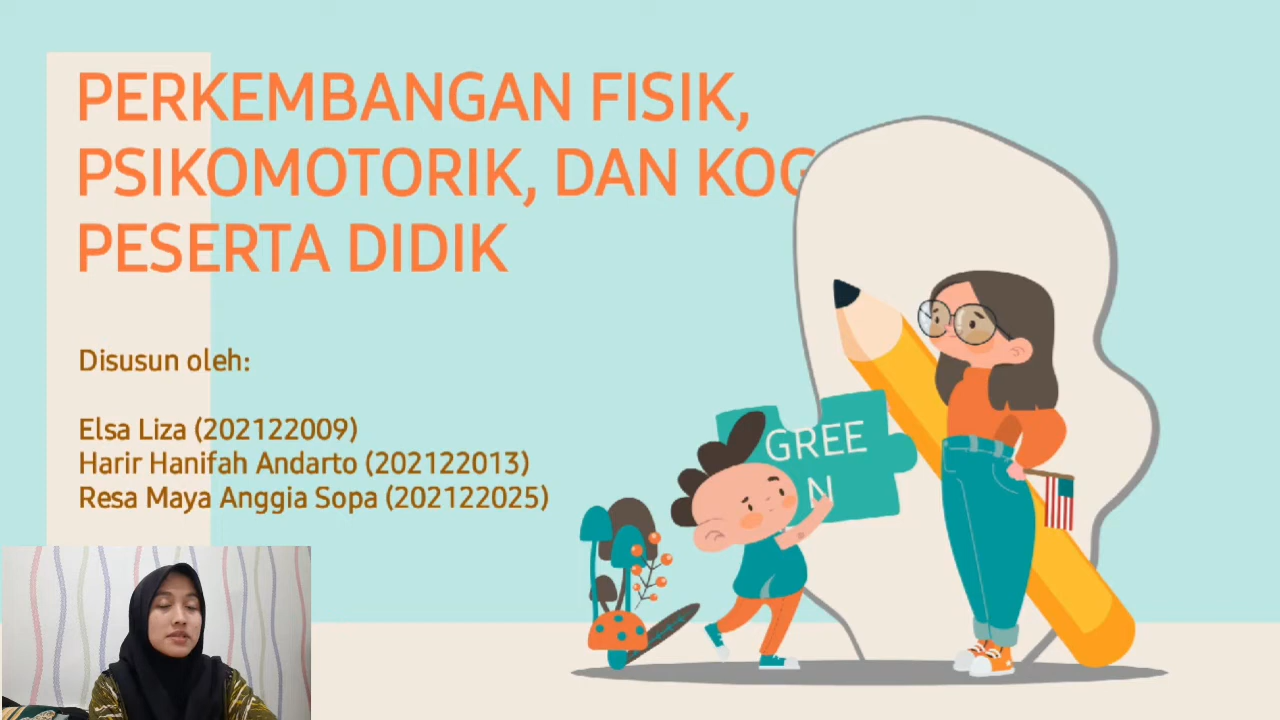 PERKEMBANGAN FISIK,
PSIKOMOTORIK, DAN KOG
PESERTA DIDIK
Disusun oleh:
Elsa Liza (202122009)
Harir Hanifah Andarto (202122013)
Resa Maya Anggia Sopa (202122025)
GREE
N